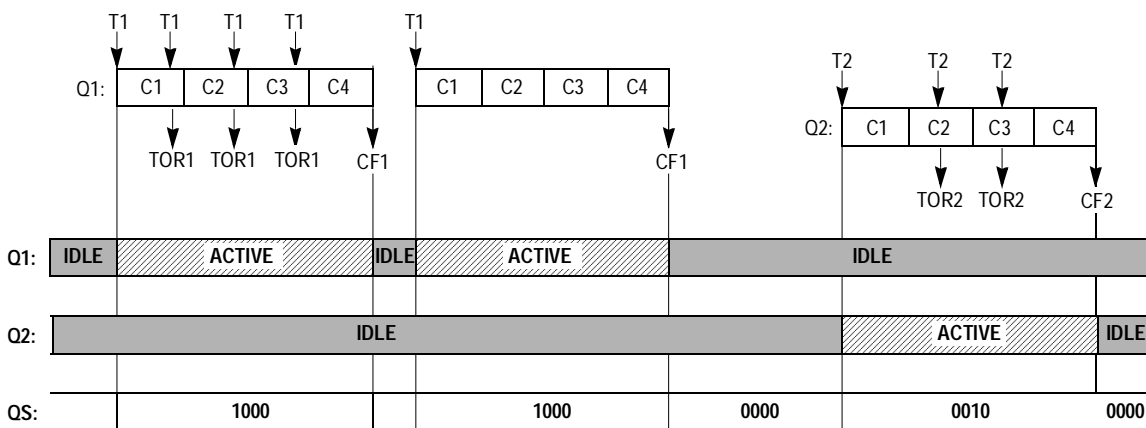 T1 T1 T1 T1 T1
Q1: C1 C2 C3 C4 C1 C2 C3 C4
T2 T2 T2
Q2: C1 C2 C3 C4
TOR1 TOR1 TOR1 CF1 CF1
TOR2 TOR2 CF2
Q1: IDLE ACTIVE IDLE ACTIVE IDLE
Q2: IDLE ACTIVE IDLE
QS: 1000 1000 0000 0010 0000